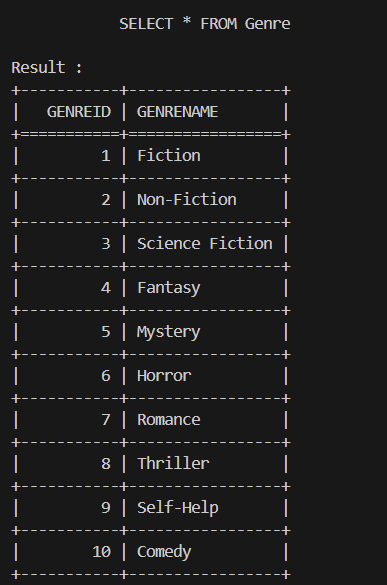 SELECT * FROM Genre
Result :
+-----------+-----------------+
|   GENREID | GENRENAME       |
+===========+=================+
|         1 | Fiction         |
+-----------+-----------------+
|         2 | Non-Fiction     |
+-----------+-----------------+
|         3 | Science Fiction |
+-----------+-----------------+
|         4 | Fantasy         |
+-----------+-----------------+
|         5 | Mystery         |
+-----------+-----------------+
|         6 | Horror          |
+-----------+-----------------+
|         7 | Romance         |
+-----------+-----------------+
|         8 | Thriller        |
+-----------+-----------------+
|         9 | Self-Help       |
+-----------+-----------------+
|        10 | Comedy          |
+-----------+-----------------+